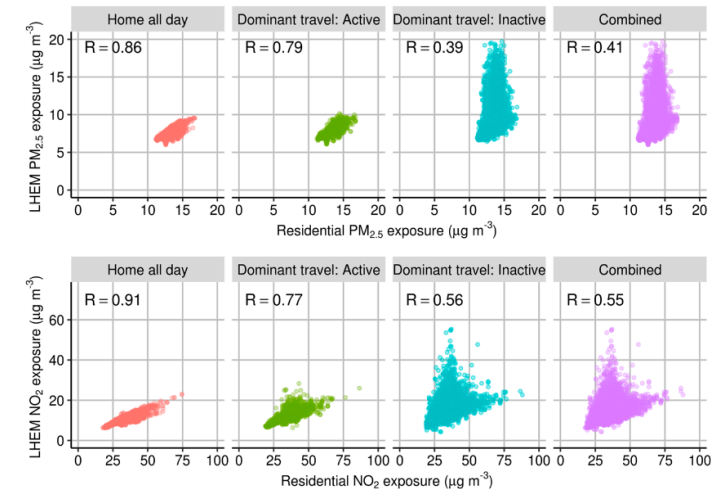 Home all day Dominant travel: Active Dominant travel: Inactive Combined
R = 0.86 R = 0.79 R = 0.39 R = 0.41
20
15
10
5
0
LHEM PM2.5 exposure (µg m-3)
0 5 10 15 20 0 5 10 15 20 0 5 10 15 20 0 5 10 15 20
Residential PM2.5 exposure (µg m-3)
Home all day Dominant travel: Active Dominant travel: Inactive Combined
R = 0.91 R = 0.77 R = 0.56 R = 0.55
60
40
20
0
LHEM NO2 exposure (µg m-3)
0 25 50 75 100 0 25 50 75 100 0 25 50 75 100 0 25 50 75 100
Residential NO2 exposure (µg m-3)